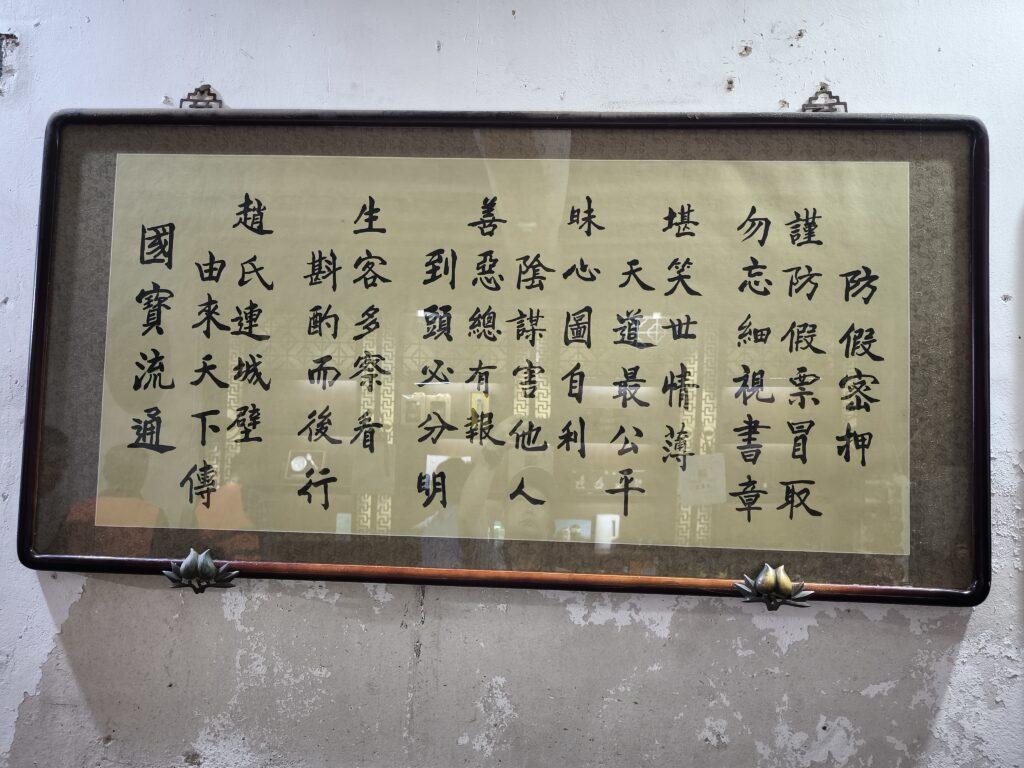 防假密押
謹防假票冒取
勿忘細視書章
堪笑世情薄
天道最公平
昧心圖自利
陰謀害他人
善惡總有報
到頭必分明
生客多察看
斟酌而後行
趙氏連城壁
由來天下傳
國寶流通